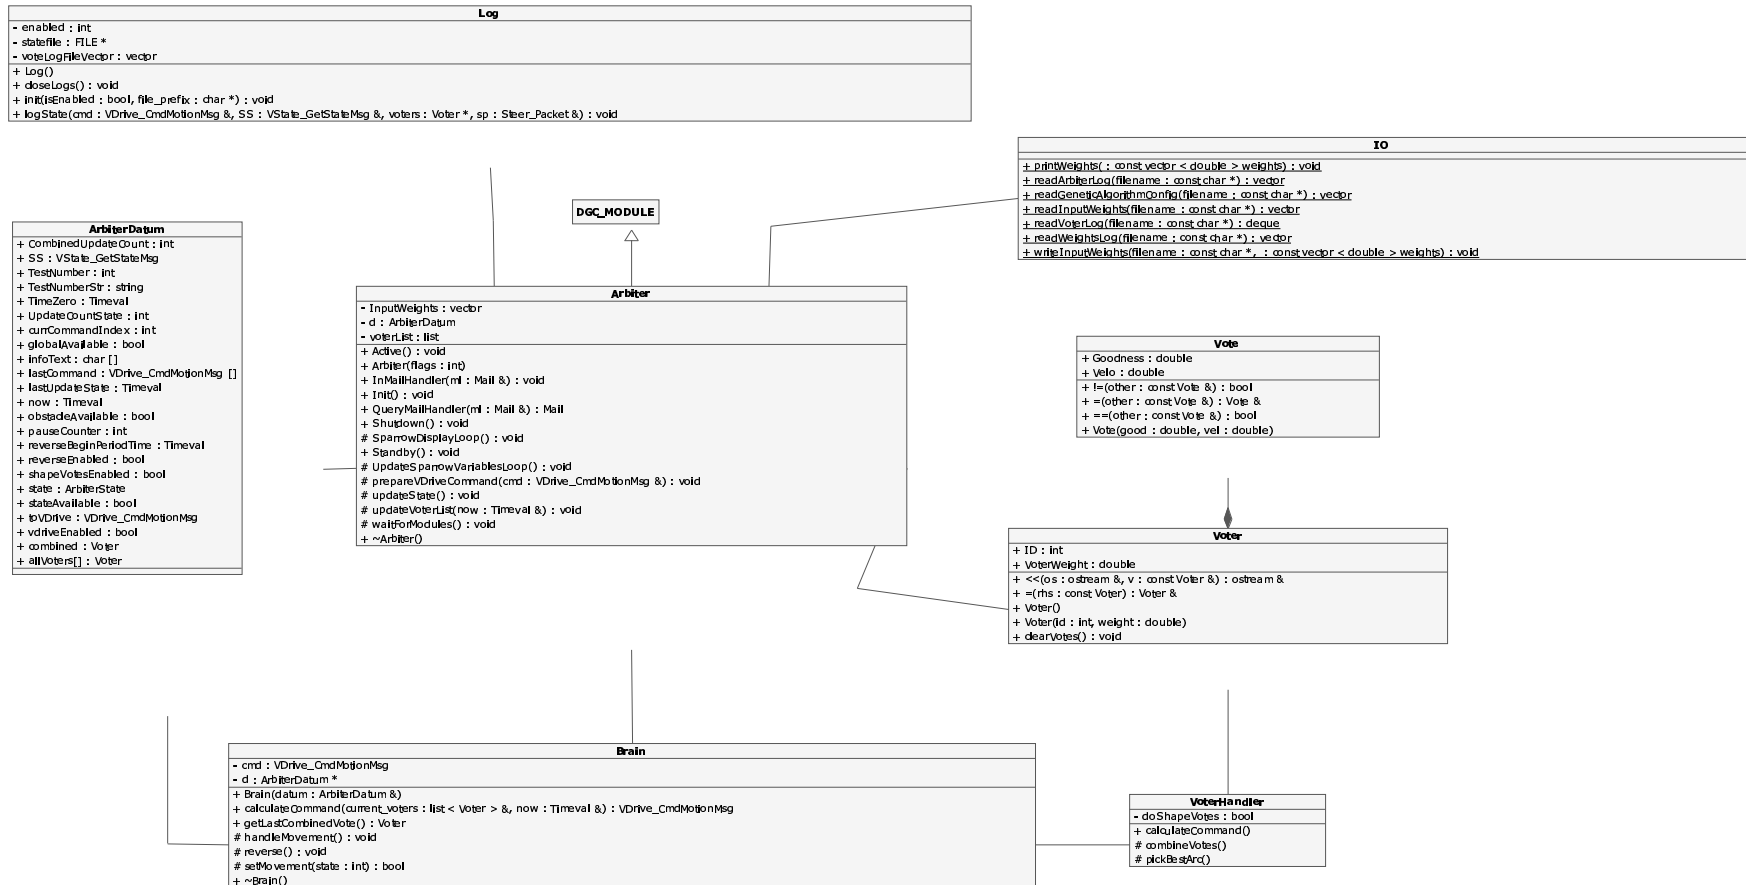 Log
- enabled : int
- statefile : FILE *
- voteLogFileVector : vector
+ Log()
+ closeLogs() : void
+ init(isEnabled : bool, file_prefix : char *) : void
+ logState(cmd : VDrive_CmdMotionMsg &, SS : VState_GetStateMsg &, voters : Voter *, sp : Steer_Packet &) : void
IO
+ printWeights( : const vector < double > weights) : void
+ readArbiterLog(filename : const char *) : vector
+ readGeneticAlgorithmConfig(filename : const char *) : vector
+ readInputWeights(filename : const char *) : vector
+ readVoterLog(filename : const char *) : deque
+ readWeightsLog(filename : const char *) : vector
+ writeInputWeights(filename : const char *, : const vector < double > weights) : void
DGC_MODULE
ArbiterDatum
+ CombinedUpdateCount : int
+ SS : VState_GetStateMsg
+ TestNumber : int
+ TestNumberStr : string
+ TimeZero : Timeval
+ UpdateCountState : int
+ currCommandIndex : int
+ globalAvailable : bool
+ infoText : char []
+ lastCommand : VDrive_CmdMotionMsg []
+ lastUpdateState : Timeval
+ now : Timeval
+ obstacleAvailable : bool
+ pauseCounter : int
+ reverseBeginPeriodTime : Timeval
+ reverseEnabled : bool
+ shapeVotesEnabled : bool
+ state : ArbiterState
+ stateAvailable : bool
+ toVDrive : VDrive_CmdMotionMsg
+ vdriveEnabled : bool
+ combined : Voter
+ allVoters[] : Voter
Arbiter
- InputWeights : vector
- d : ArbiterDatum
- voterList : list
+ Active() : void
+ Arbiter(flags : int)
+ InMailHandler(ml : Mail &) : void
+ Init() : void
+ QueryMailHandler(ml : Mail &) : Mail
+ Shutdown() : void
# SparrowDisplayLoop() : void
+ Standby() : void
# UpdateSparrowVariablesLoop() : void
# prepareVDriveCommand(cmd : VDrive_CmdMotionMsg &) : void
# updateState() : void
# updateVoterList(now : Timeval &) : void
# waitForModules() : void
+ ~Arbiter()
Vote
+ Goodness : double
+ Velo : double
+ !=(other : const Vote &) : bool
+ =(other : const Vote &) : Vote &
+ ==(other : const Vote &) : bool
+ Vote(good : double, vel : double)
Voter
+ ID : int
+ VoterWeight : double
+ <<(os : ostream &, v : const Voter &) : ostream &
+ =(rhs : const Voter) : Voter &
+ Voter()
+ Voter(id : int, weight : double)
+ clearVotes() : void
Brain
- cmd : VDrive_CmdMotionMsg
- d : ArbiterDatum *
+ Brain(datum : ArbiterDatum &)
+ calculateCommand(current_voters : list < Voter > &, now : Timeval &) : VDrive_CmdMotionMsg
+ getLastCombinedVote() : Voter
# handleMovement() : void
# reverse() : void
# setMovement(state : int) : bool
+ ~Brain()
VoterHandler
- doShapeVotes : bool
+ calculateCommand()
# combineVotes()
# pickBestArc()